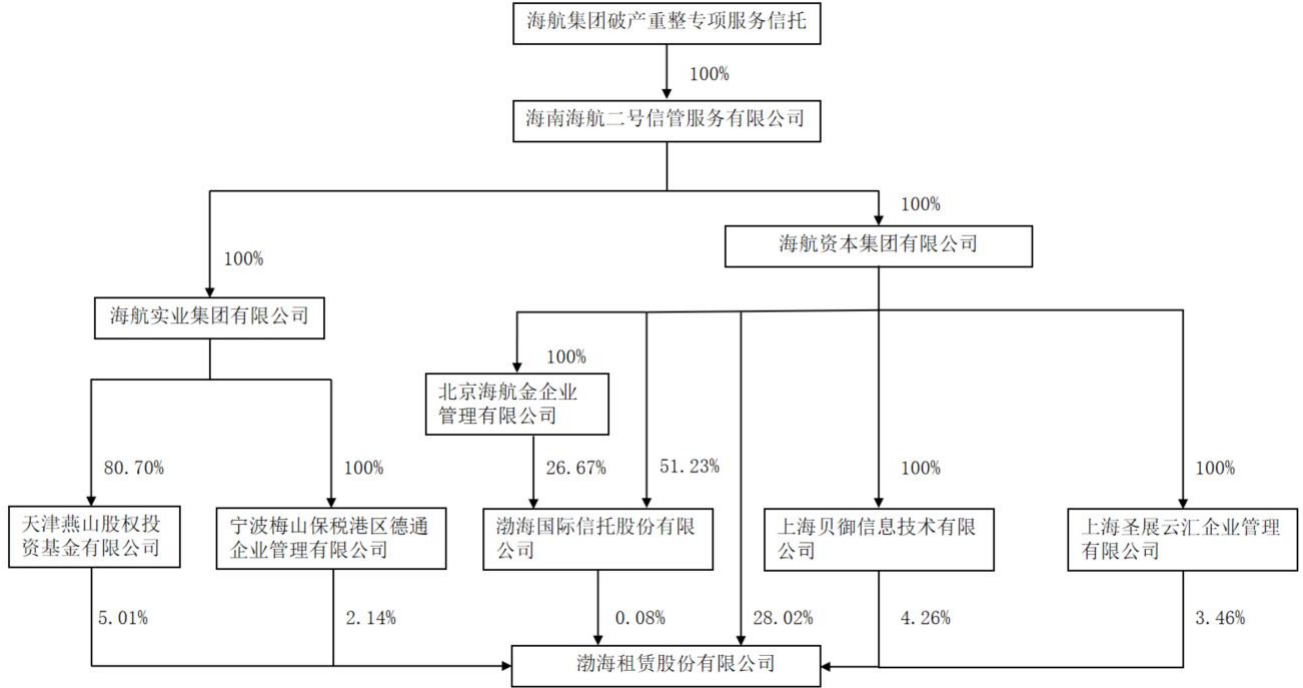 海航集团破产重整专项服务信托
100%
海南海航二号信管服务有限公司
100%
海航资本集团有限公司
100%
海航实业集团有限公司
100%
北京海航金企业
管理有限公司
80.70%
100%
26.67%
51.23%
100%
100%
天津燕山股权投
资基金有限公司
宁波梅山保税港区德通
企业管理有限公司
渤海国际信托股份有限
公司
上海贝御信息技术有限
公司
上海圣展云汇企业管理
有限公司
5.01%
2.14%
0.08%
28.02%
4.26%
3.46%
渤海租赁股份有限公司